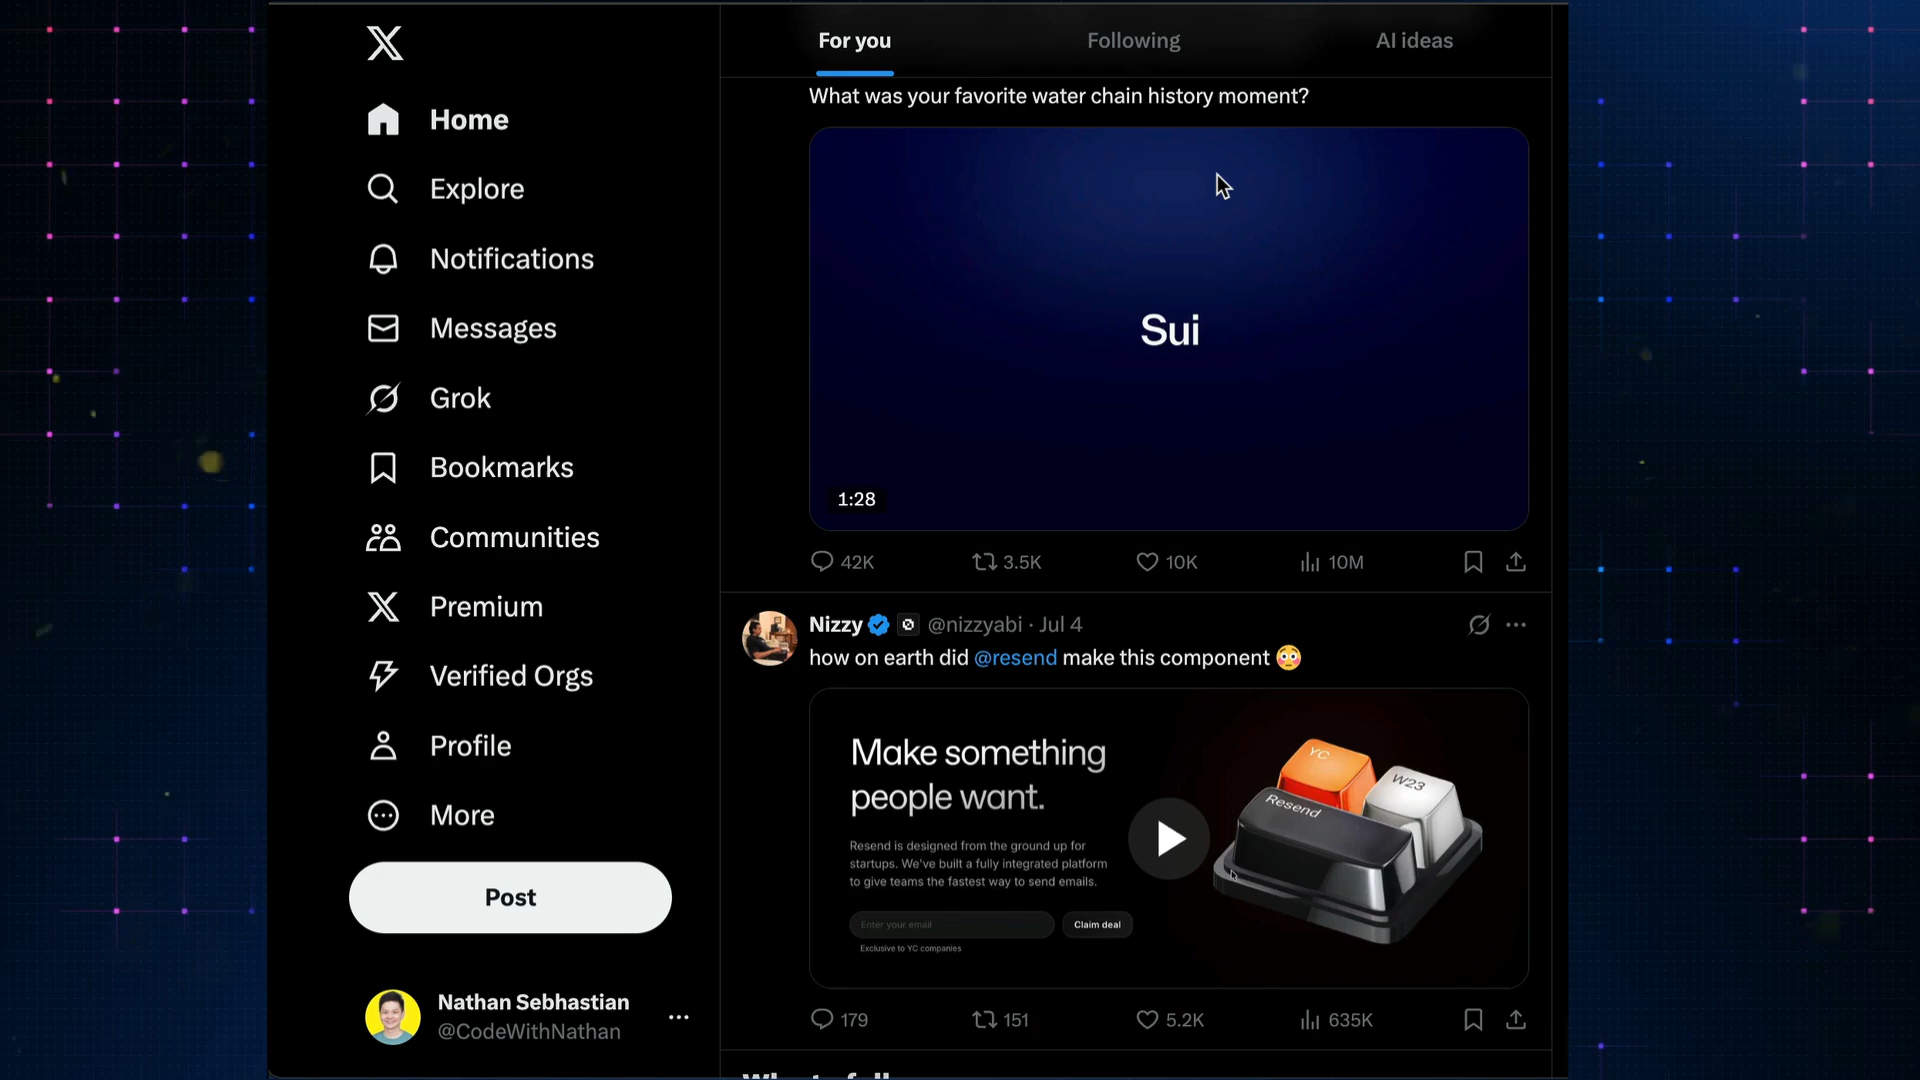 For you
Following
AI ideas
Home
Explore
Notifications
Messages
Grok
Bookmarks
Communities
Premium
Verified Orgs
Profile
More
Post
Nathan Sebhastian
@CodeWithNathan
What was your favorite water chain history moment?
Sui
1:28
42K
3.5K
10K
10M
Nizzy @nizzyabi · Jul 4
how on earth did @resend make this component 😳
Make something
people want.
Resend is designed from the ground up for
startups. We've built a fully integrated platform
to give teams the fastest way to send emails.
Enter your email
Claim deal
Exclusive to YC companies
YC
W23
Resend
179
151
5.2K
635K